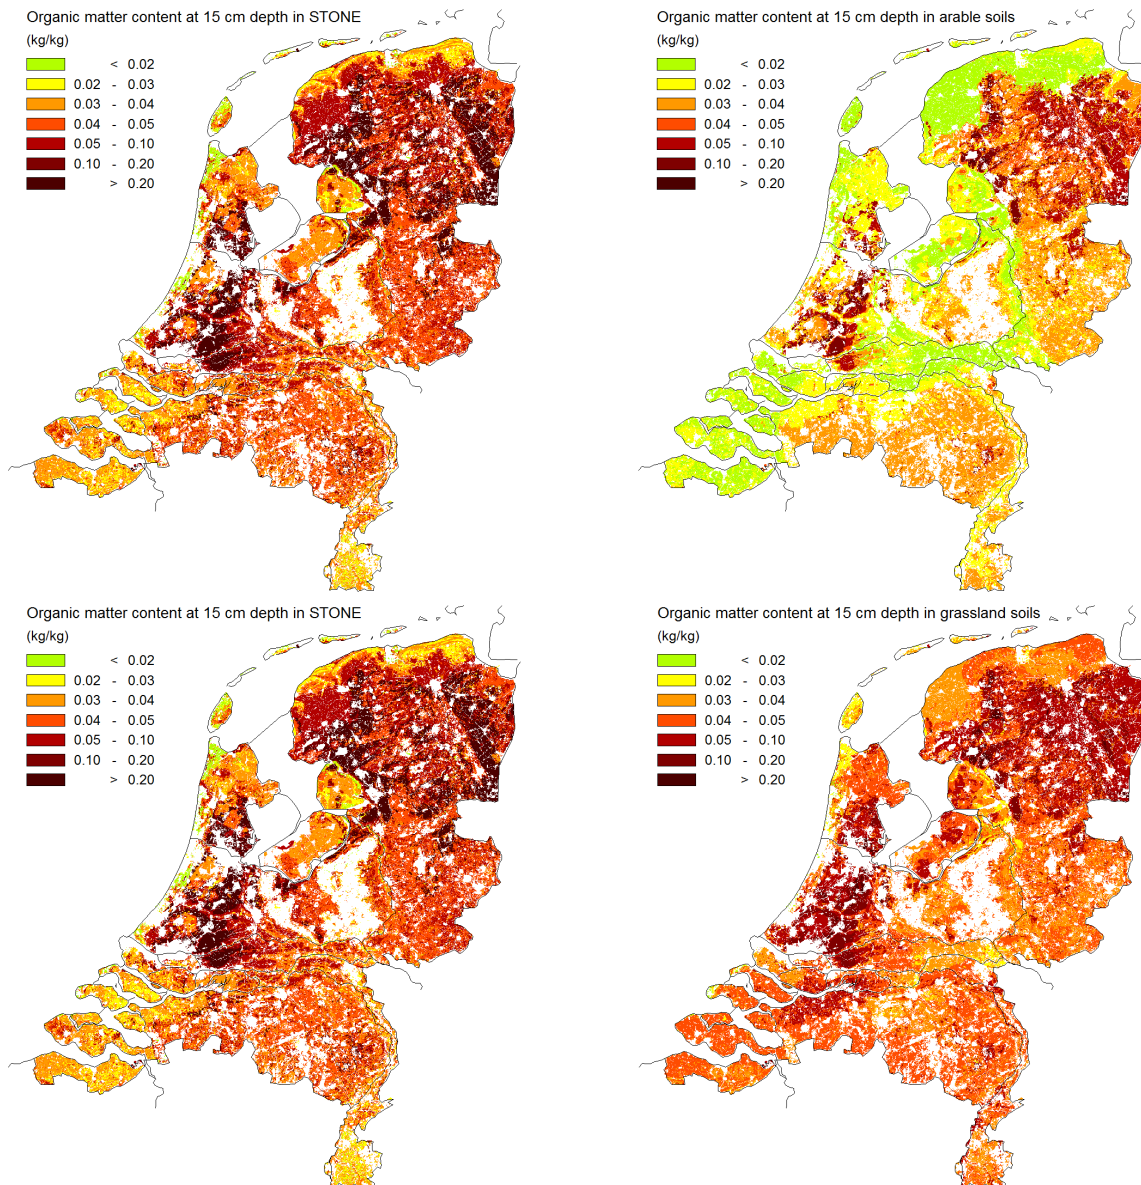 Organic matter content at 15 cm depth in STONE
(kg/kg)
< 0.02
0.02 - 0.03
0.03 - 0.04
0.04 - 0.05
0.05 - 0.10
0.10 - 0.20
> 0.20
Organic matter content at 15 cm depth in arable soils
(kg/kg)
< 0.02
0.02 - 0.03
0.03 - 0.04
0.04 - 0.05
0.05 - 0.10
0.10 - 0.20
> 0.20
Organic matter content at 15 cm depth in STONE
(kg/kg)
< 0.02
0.02 - 0.03
0.03 - 0.04
0.04 - 0.05
0.05 - 0.10
0.10 - 0.20
> 0.20
Organic matter content at 15 cm depth in grassland soils
(kg/kg)
< 0.02
0.02 - 0.03
0.03 - 0.04
0.04 - 0.05
0.05 - 0.10
0.10 - 0.20
> 0.20